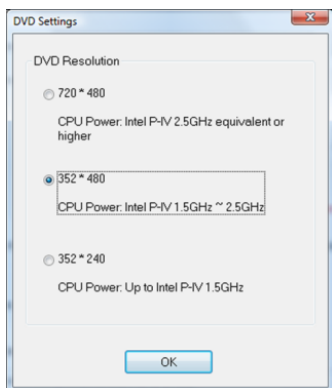 DVD Settings
DVD Resolution
720 * 480
CPU Power: Intel P-IV 2.5GHz equivalent or
higher
352 * 480
CPU Power: Intel P-IV 1.5GHz ~ 2.5GHz
352 * 240
CPU Power: Up to Intel P-IV 1.5GHz
OK